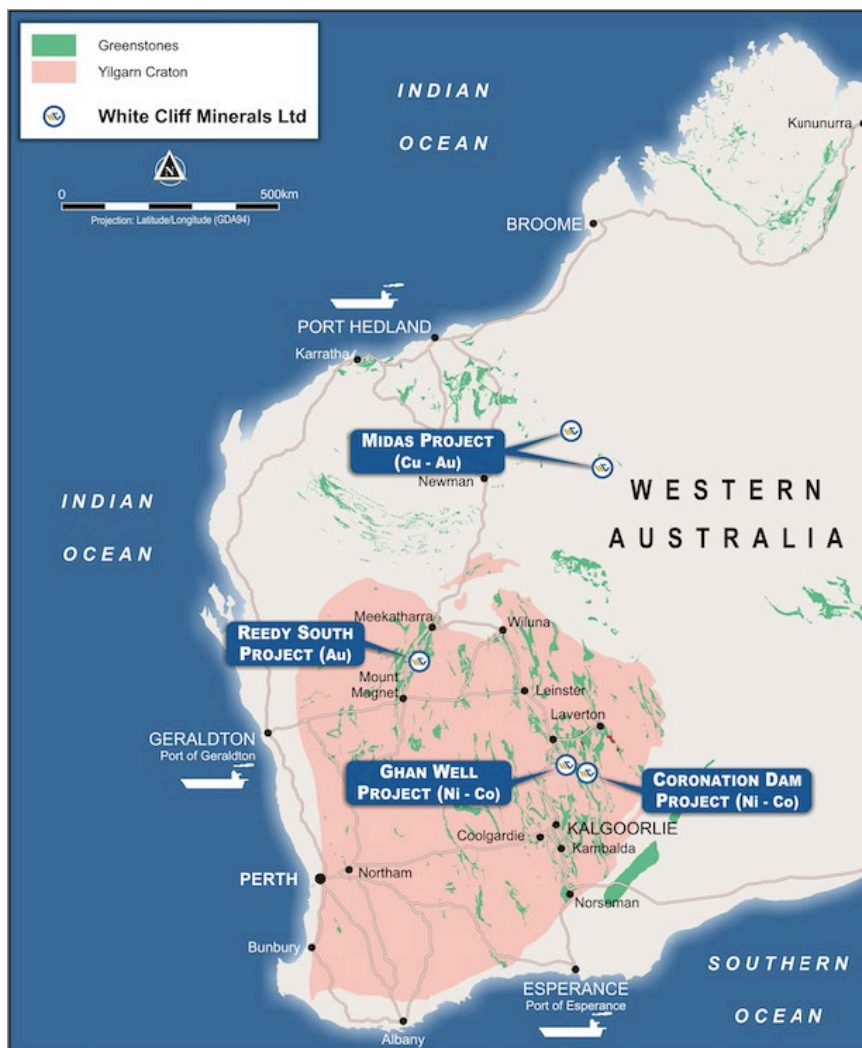 Greenstones
Yilgarn Craton
White Cliff Minerals Ltd
N
0
500km
Projection: Latitude/Longitude (GDA94)
INDIAN
OCEAN
Kununurra
BROOME
PORT HEDLAND
Karratha
MIDAS PROJECT
(Cu - Au)
Newman
WESTERN
AUSTRALIA
INDIAN
OCEAN
Meekatharra
Wiluna
REEDY SOUTH
PROJECT (Au)
Mount
Magnet
Leinster
Laverton
GERALDTON
Port of Geraldton
GHAN WELL
PROJECT (Ni - Co)
CORONATION DAM
PROJECT (Ni - Co)
KALGOORLIE
Coolgardie
Kambalda
PERTH
Northam
Norseman
Bunbury
SOUTHERN
OCEAN
ESPERANCE
Port of Esperance
Albany